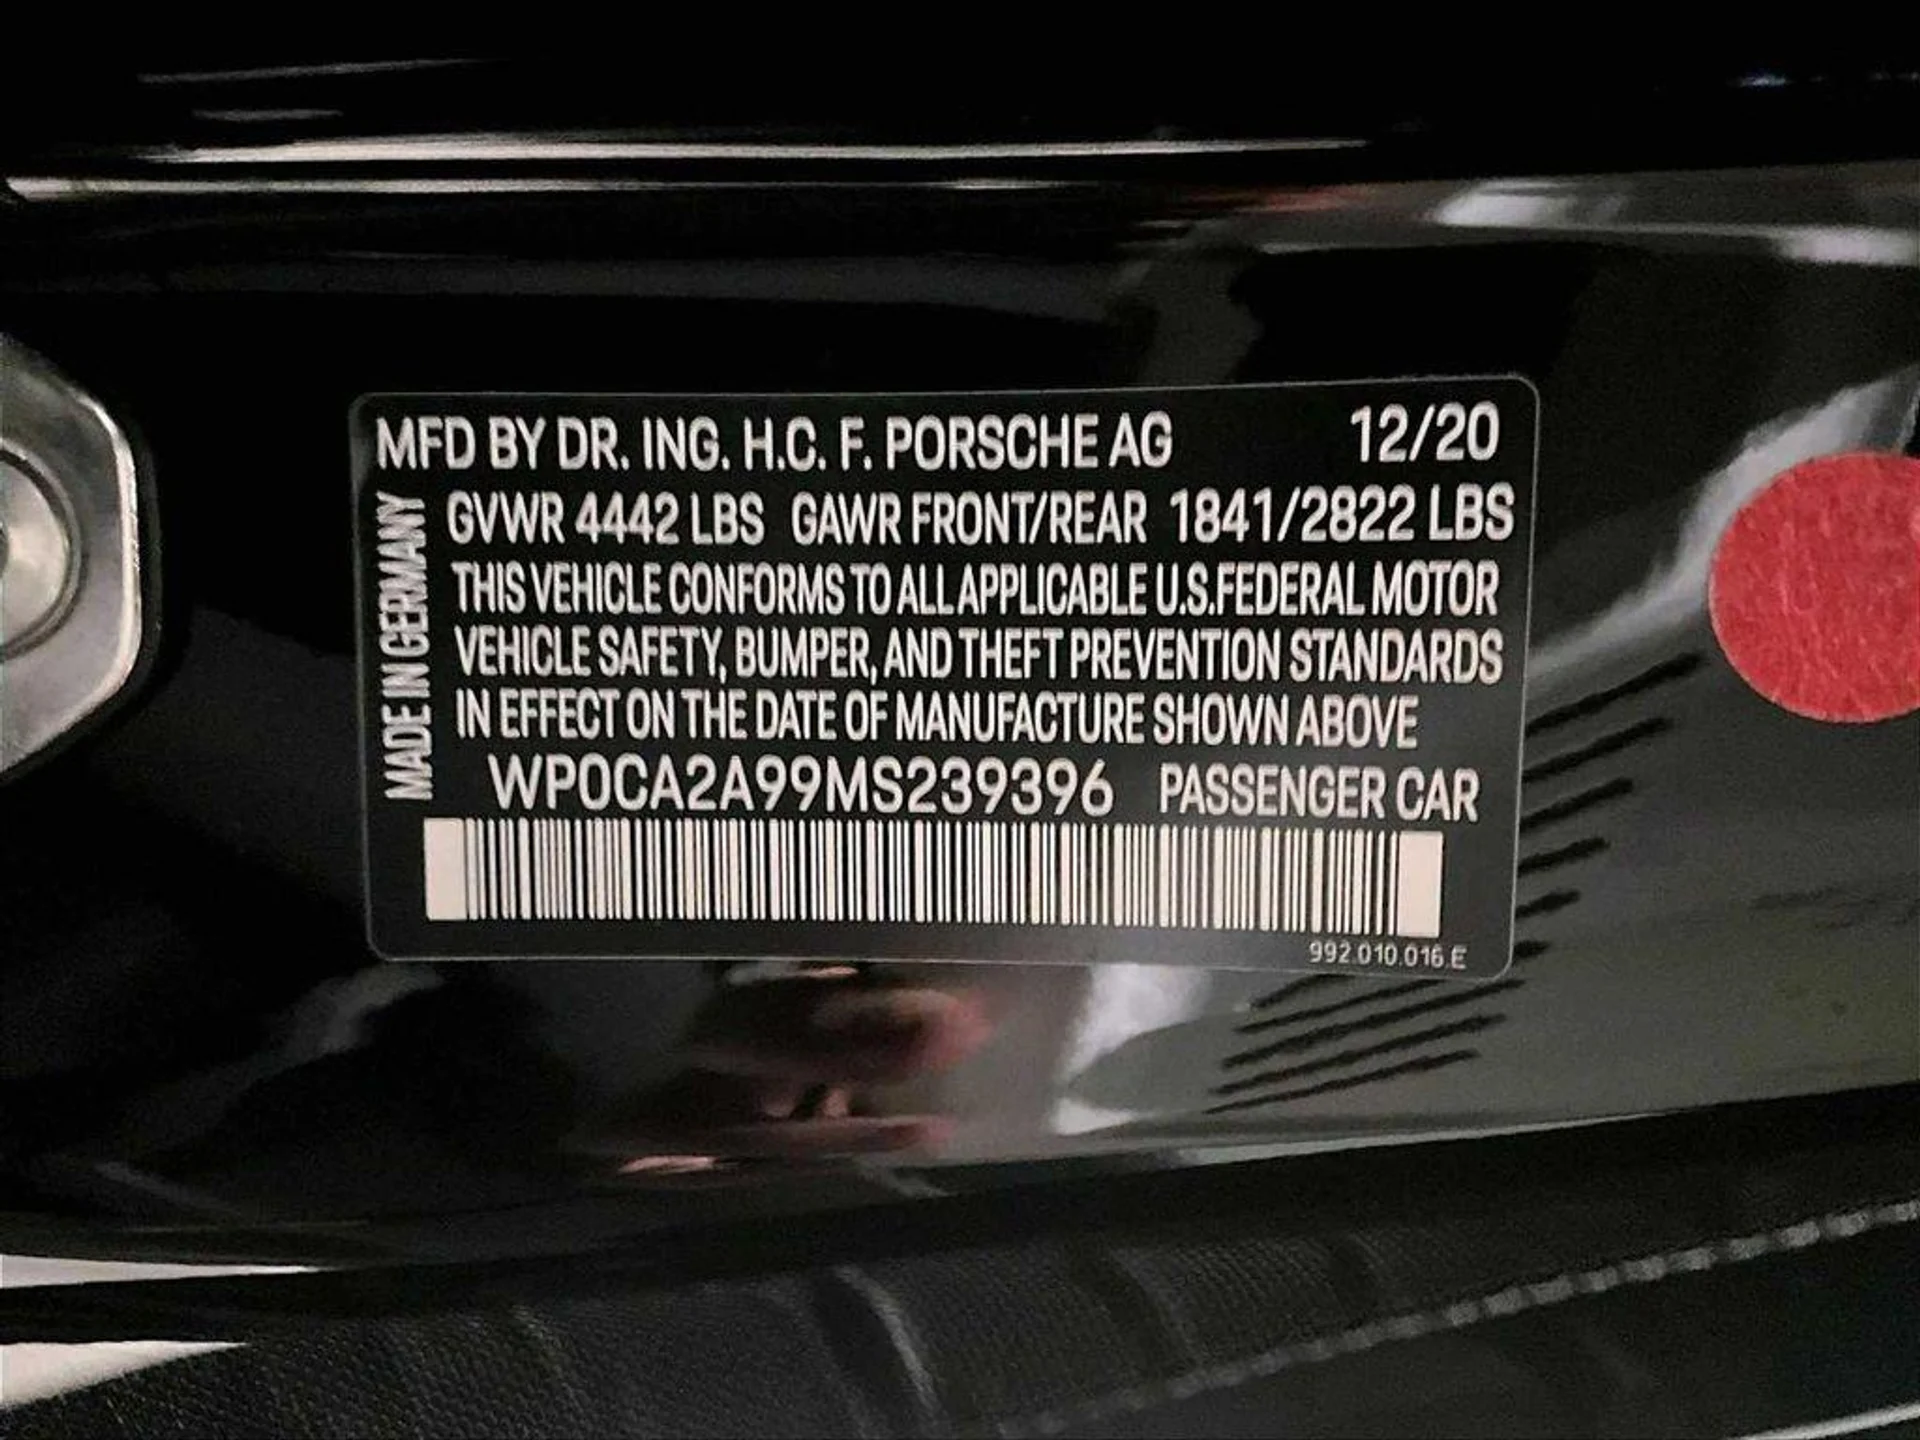 MFD BY DR. ING. H.C. F. PORSCHE AG 12/20
MADE IN GERMANY
GVWR 4442 LBS GAWR FRONT/REAR 1841/2822 LBS
THIS VEHICLE CONFORMS TO ALL APPLICABLE U.S.FEDERAL MOTOR
VEHICLE SAFETY, BUMPER, AND THEFT PREVENTION STANDARDS
IN EFFECT ON THE DATE OF MANUFACTURE SHOWN ABOVE
WP0CA2A99MS239396 PASSENGER CAR
992.010.016.E